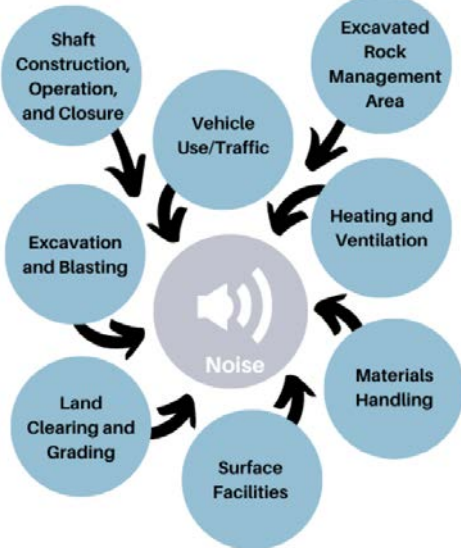 Shaft
Construction,
Operation,
and Closure
Excavated
Rock
Management
Area
Vehicle
Use/Traffic
Heating and
Ventilation
Excavation
and Blasting
Noise
Materials
Handling
Land
Clearing and
Grading
Surface
Facilities